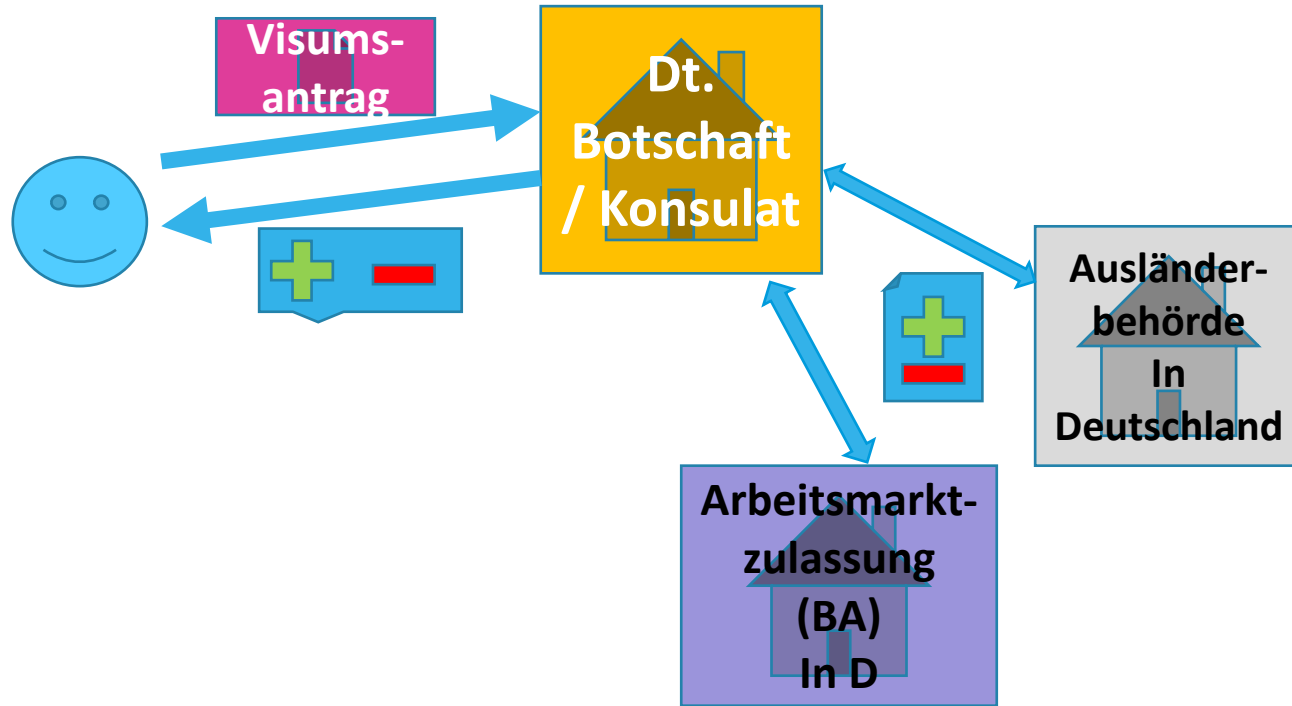 Visums-
antrag
Dt.
Botschaft
/ Konsulat
Ausländer-
behörde
In
Deutschland
Arbeitsmarkt-
zulassung
(BA)
In D